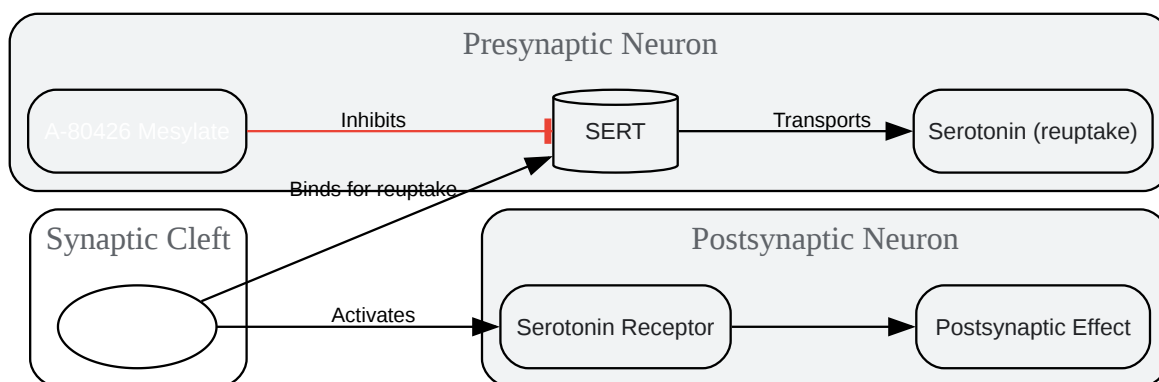 Presynaptic Neuron
A-80426 Mesylate
Inhibits
SERT
Transports
Serotonin (reuptake)
Binds for reuptake
Synaptic Cleft
Postsynaptic Neuron
Activates
Serotonin Receptor
Postsynaptic Effect